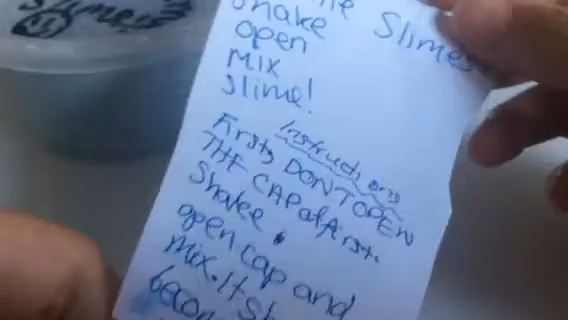 Slimes
Slimes
Shake
open
Mix
Slime!
Instructions
First, DON'T OPEN
THE CAP at first.
Shake.
open cap and
mix. It